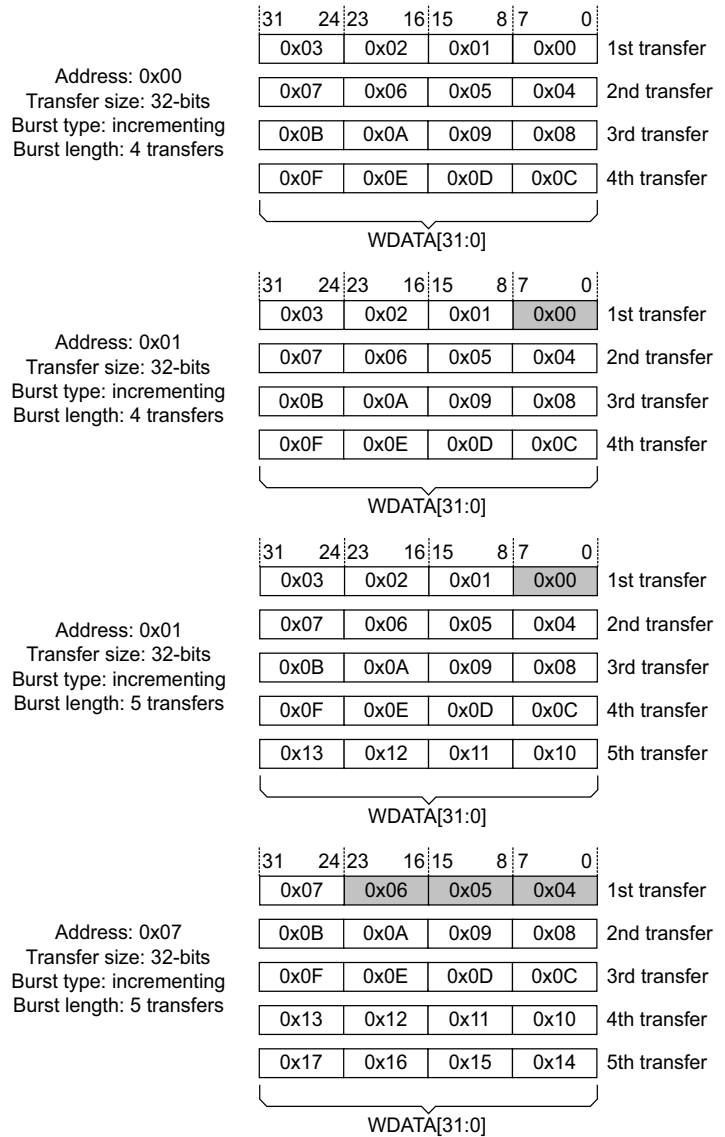 31 24 23 16 15 8 7 0
0x03 0x02 0x01 0x00 1st transfer
Address: 0x00
Transfer size: 32-bits
Burst type: incrementing
Burst length: 4 transfers
0x07 0x06 0x05 0x04 2nd transfer
0x0B 0x0A 0x09 0x08 3rd transfer
0x0F 0x0E 0x0D 0x0C 4th transfer
WDATA[31:0]
31 24 23 16 15 8 7 0
0x03 0x02 0x01 0x00 1st transfer
Address: 0x01
Transfer size: 32-bits
Burst type: incrementing
Burst length: 4 transfers
0x07 0x06 0x05 0x04 2nd transfer
0x0B 0x0A 0x09 0x08 3rd transfer
0x0F 0x0E 0x0D 0x0C 4th transfer
WDATA[31:0]
31 24 23 16 15 8 7 0
0x03 0x02 0x01 0x00 1st transfer
Address: 0x01
Transfer size: 32-bits
Burst type: incrementing
Burst length: 5 transfers
0x07 0x06 0x05 0x04 2nd transfer
0x0B 0x0A 0x09 0x08 3rd transfer
0x0F 0x0E 0x0D 0x0C 4th transfer
0x13 0x12 0x11 0x10 5th transfer
WDATA[31:0]
31 24 23 16 15 8 7 0
0x07 0x06 0x05 0x04 1st transfer
Address: 0x07
Transfer size: 32-bits
Burst type: incrementing
Burst length: 5 transfers
0x0B 0x0A 0x09 0x08 2nd transfer
0x0F 0x0E 0x0D 0x0C 3rd transfer
0x13 0x12 0x11 0x10 4th transfer
0x17 0x16 0x15 0x14 5th transfer
WDATA[31:0]